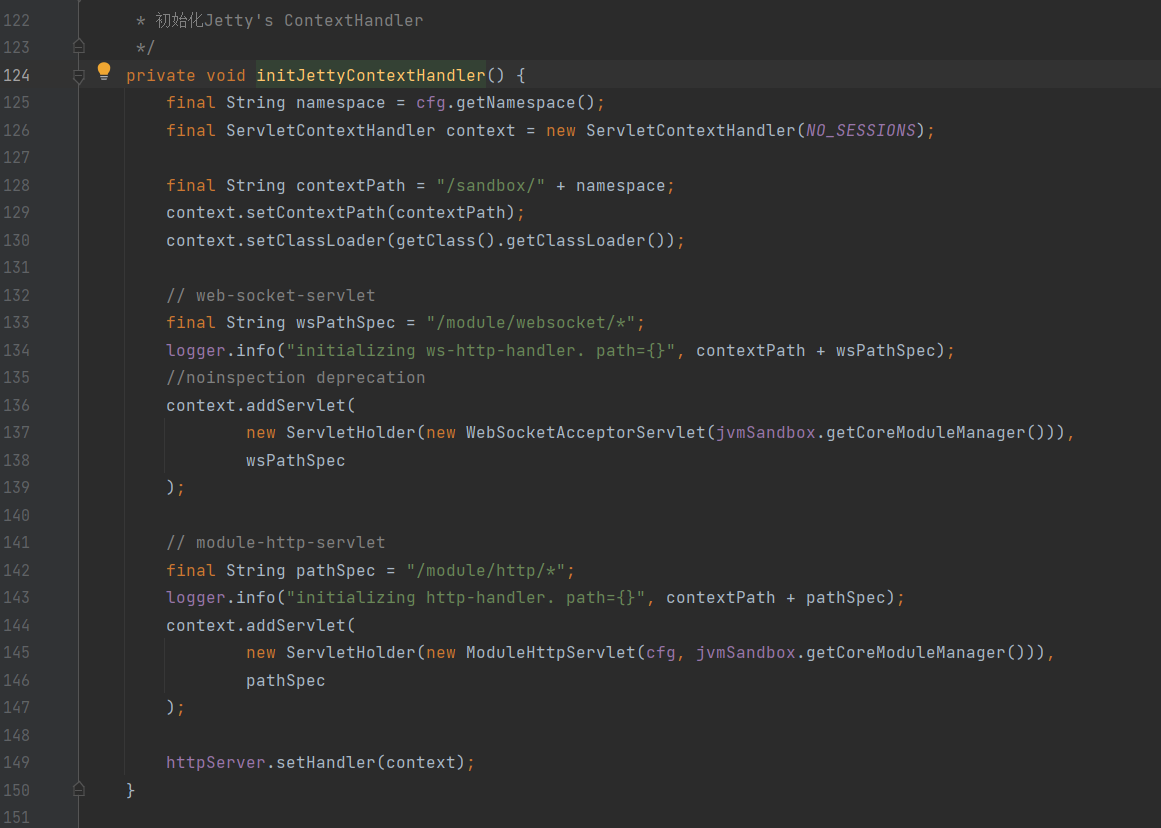 122 * 初始化Jetty's ContextHandler
123 */
124 private void initJettyContextHandler() {
125 final String namespace = cfg.getNamespace();
126 final ServletContextHandler context = new ServletContextHandler(NO_SESSIONS);
127
128 final String contextPath = "/sandbox/" + namespace;
129 context.setContextPath(contextPath);
130 context.setClassLoader(getClass().getClassLoader());
131
132 // web-socket-servlet
133 final String wsPathSpec = "/module/websocket/*";
134 logger.info("initializing ws-http-handler. path={}", contextPath + wsPathSpec);
135 //noinspection deprecation
136 context.addServlet(
137 new ServletHolder(new WebSocketAcceptorServlet(jvmSandbox.getCoreModuleManager())),
138 wsPathSpec
139 );
140
141 // module-http-servlet
142 final String pathSpec = "/module/http/*";
143 logger.info("initializing http-handler. path={}", contextPath + pathSpec);
144 context.addServlet(
145 new ServletHolder(new ModuleHttpServlet(cfg, jvmSandbox.getCoreModuleManager())),
146 pathSpec
147 );
148
149 httpServer.setHandler(context);
150 }
151